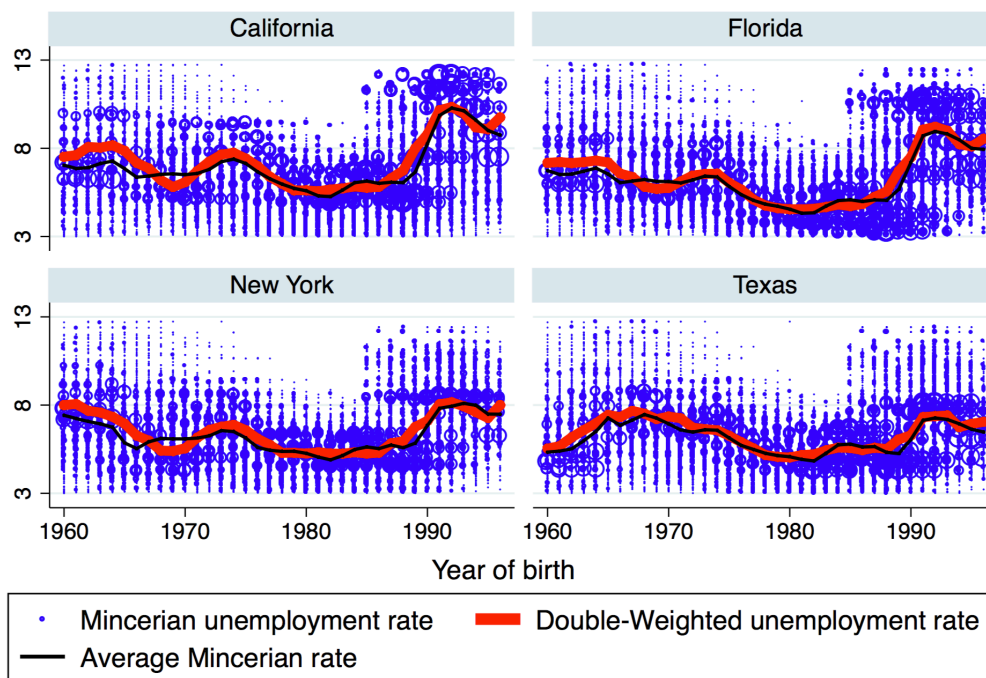 California
Florida
13
8
3
New York
Texas
13
8
3
1960 1970 1980 1990 1960 1970 1980 1990
Year of birth
Mincerian unemployment rate
Double-Weighted unemployment rate
Average Mincerian rate